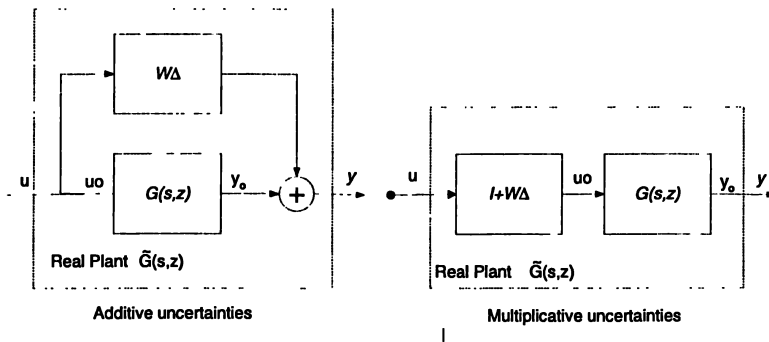 WΔ
u
uo
G(s,z)
y₀
+
y
Real Plant G̃(s,z)
Additive uncertainties
u
I+WΔ
uo
G(s,z)
y₀
y
Real Plant G̃(s,z)
Multiplicative uncertainties